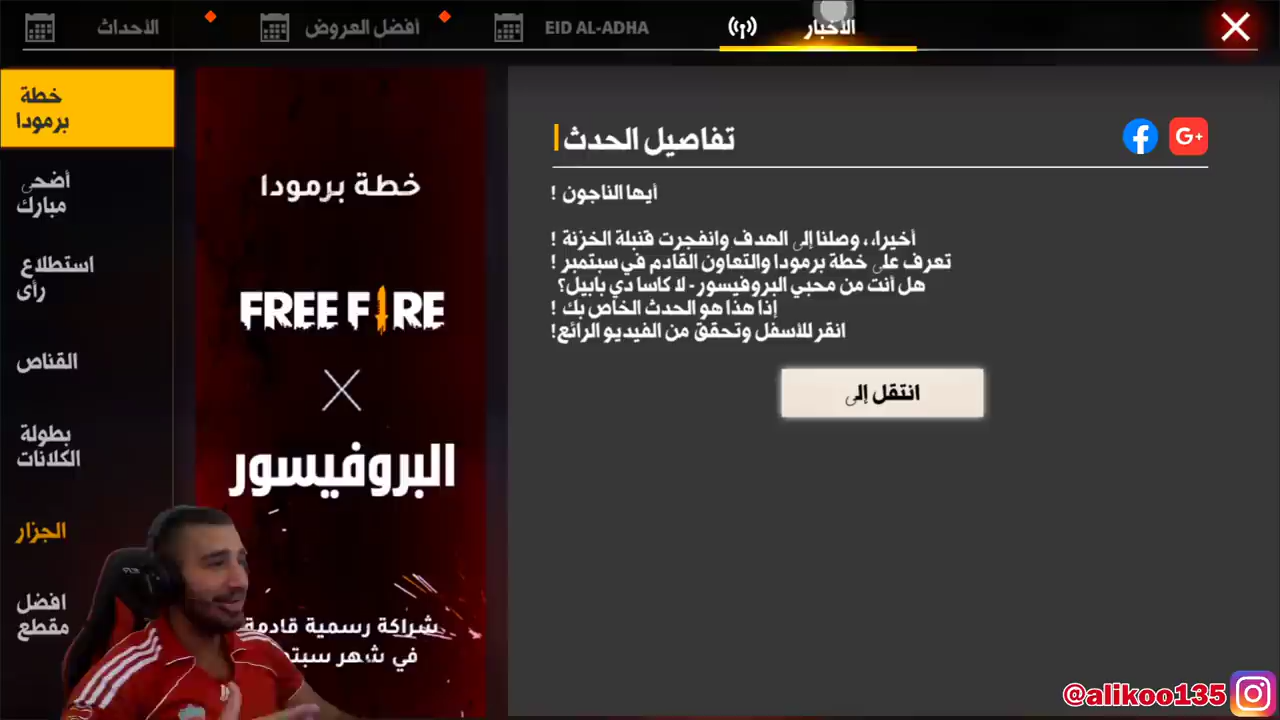 الأحداث
أفضل العروض
EID AL-ADHA
الأخبار
خطة
برمودا
أضحى
مبارك
استطلاع
رأى
القناص
بطولة
الكلانات
الجزار
افضل
مقطع
خطة برمودا
FREE FIRE
X
البروفيسور
شراكة رسمية قادمة
في شهر
تفاصيل الحدث
G+
أيها الناجون !
أخيرا،، وصلنا إلى الهدف وانفجرت قنبلة الخزنة !
تعرف على خطة برمودا والتعاون القادم في سبتمبر !
هل أنت من محبي البروفيسور - لا كاسا دي بابيل؟
إذا هذا هو الحدث الخاص بك !
انقر للأسفل وتحقق من الفيديو الرائع!
انتقل إلى
@alikoo135